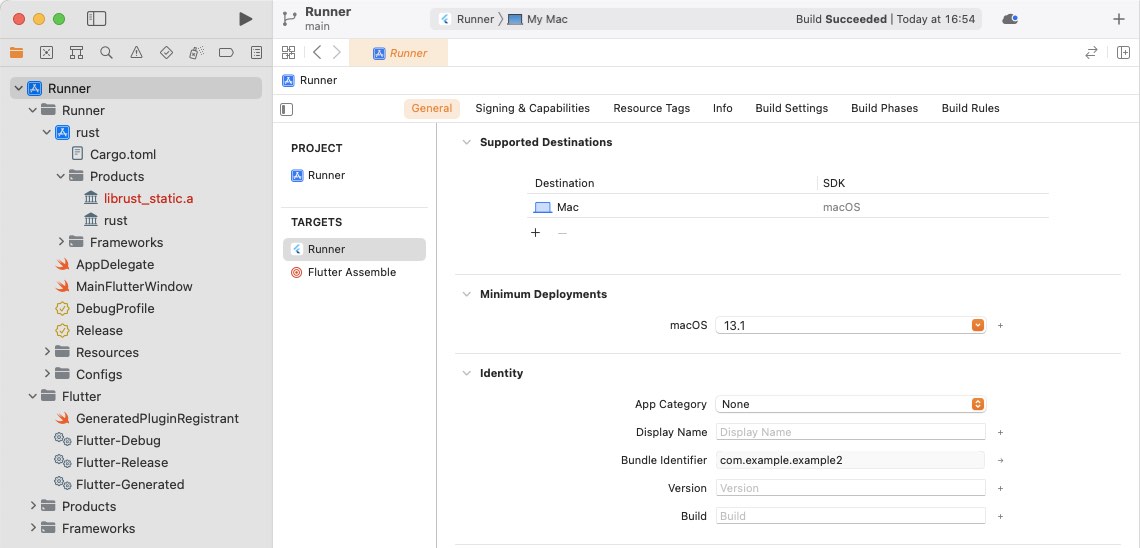 Runner
main
Runner
My Mac
Build Succeeded | Today at 16:54
Runner
Runner
Runner
Runner
rust
Cargo.toml
Products
librust_static.a
rust
Frameworks
AppDelegate
MainFlutterWindow
DebugProfile
Release
Resources
Configs
Flutter
GeneratedPluginRegistrant
Flutter-Debug
Flutter-Release
Flutter-Generated
Products
Frameworks
General Signing & Capabilities Resource Tags Info Build Settings Build Phases Build Rules
PROJECT
Runner
TARGETS
Runner
Flutter Assemble
Supported Destinations
Destination SDK
Mac macOS
Minimum Deployments
macOS 13.1
Identity
App Category None
Display Name Display Name
Bundle Identifier com.example.example2
Version Version
Build Build